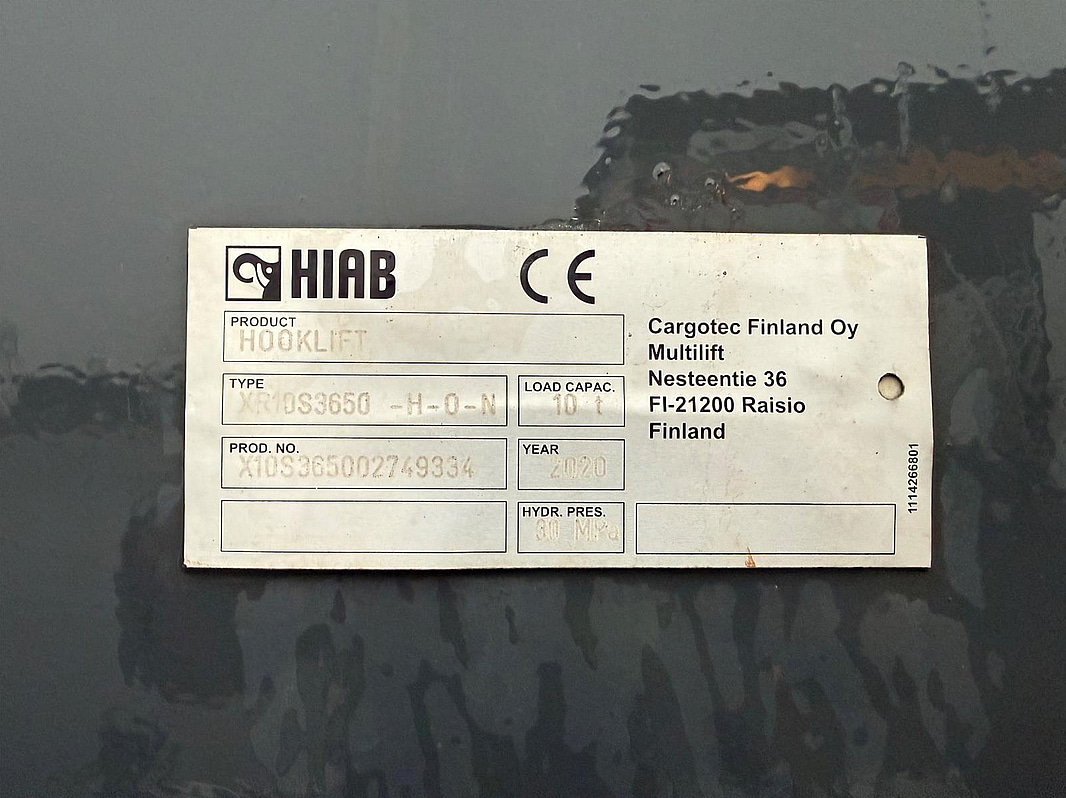 HIAB CE
PRODUCT
HOOKLIFT
TYPE
XR10S3650 -H-O-N
LOAD CAPAC.
10 t
PROD. NO.
X10S365002749334
YEAR
2020
HYDR. PRES.
30 MPa
Cargotec Finland Oy
Multilift
Nesteentie 36
FI-21200 Raisio
Finland
1114266801